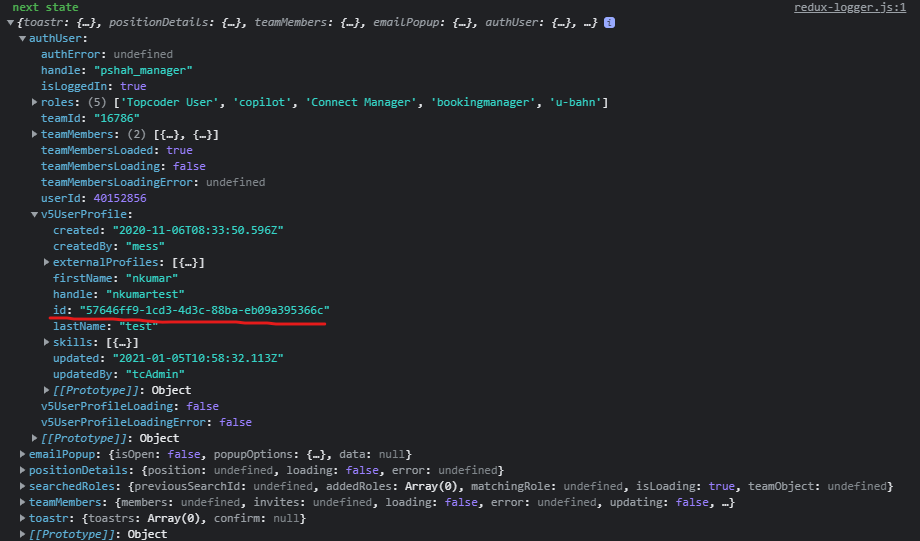 next state
redux-logger.js:1
{toastr: {…}, positionDetails: {…}, teamMembers: {…}, emailPopup: {…}, authUser: {…}, …} i
authUser:
authError: undefined
handle: "pshah_manager"
isLoggedIn: true
roles: (5) ['Topcoder User', 'copilot', 'Connect Manager', 'bookingmanager', 'u-bahn']
teamId: "16786"
teamMembers: (2) [{…}, {…}]
teamMembersLoaded: true
teamMembersLoading: false
teamMembersLoadingError: undefined
userId: 40152856
v5UserProfile:
created: "2020-11-06T08:33:50.596Z"
createdBy: "mess"
externalProfiles: [{…}]
firstName: "nkumar"
handle: "nkumartest"
id: "57646ff9-1cd3-4d3c-88ba-eb09a395366c"
lastName: "test"
skills: [{…}]
updated: "2021-01-05T10:58:32.113Z"
updatedBy: "tcAdmin"
[[Prototype]]: Object
v5UserProfileLoading: false
v5UserProfileLoadingError: false
[[Prototype]]: Object
emailPopup: {isOpen: false, popupOptions: {…}, data: null}
positionDetails: {position: undefined, loading: false, error: undefined}
searchedRoles: {previousSearchId: undefined, addedRoles: Array(0), matchingRole: undefined, isLoading: true, teamObject: undefined}
teamMembers: {members: undefined, invites: undefined, loading: false, error: undefined, updating: false, …}
toastr: {toastrs: Array(0), confirm: null}
[[Prototype]]: Object